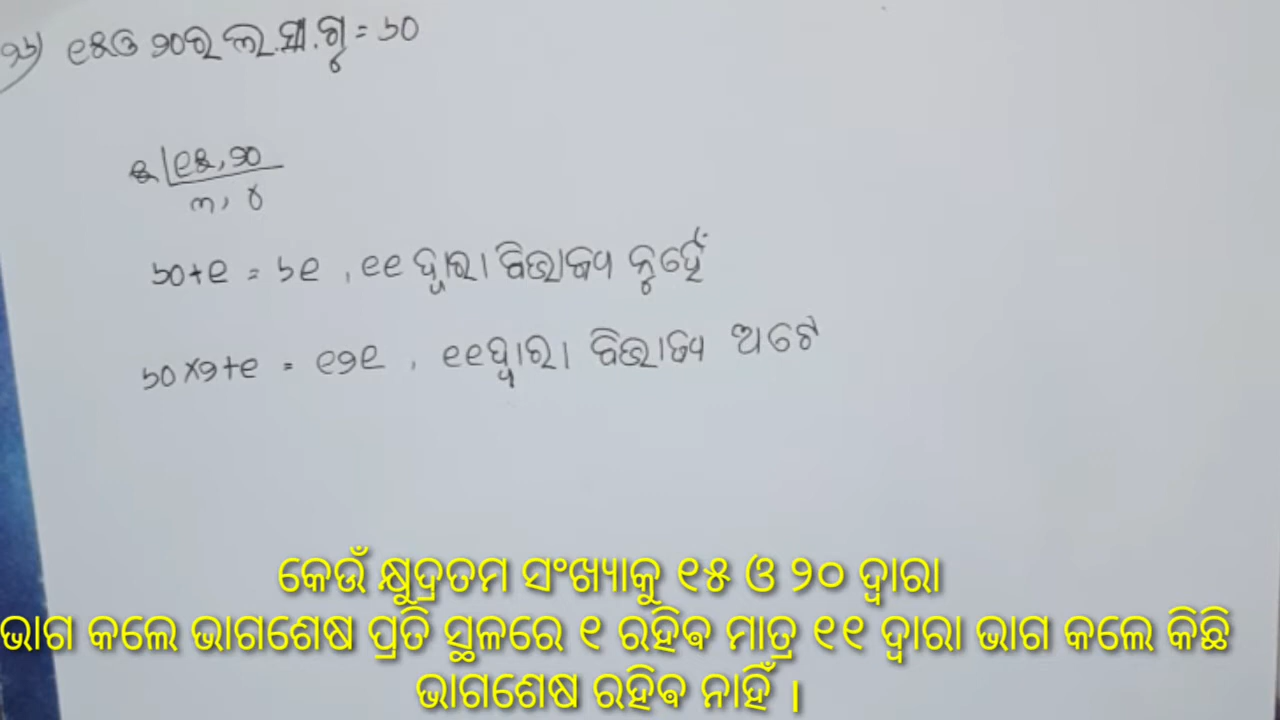 ୨୬) ୧୫ଓ ୨୦ର ଲ.ସା.ଗୁ = ୬୦
୫ | ୧୫, ୨୦
୩, ୪
୬୦+୧ = ୬୧ , ୧୧ ଦ୍ୱାରା ବିଭାଜ୍ୟ ନୁହେଁ
୬୦×୨+୧ = ୧୨୧ , ୧୧ଦ୍ୱାରା ବିଭାଜ୍ୟ ଅଟେ
କେଉଁ କ୍ଷୁଦ୍ରତମ ସଂଖ୍ୟାକୁ ୧୫ ଓ ୨୦ ଦ୍ୱାରା
ଭାଗ କଲେ ଭାଗଶେଷ ପ୍ରତି ସ୍ଥଳରେ ୧ ରହିଵ ମାତ୍ର ୧୧ ଦ୍ୱାରା ଭାଗ କଲେ କିଛି
ଭାଗଶେଷ ରହିଵ ନାହିଁ ।